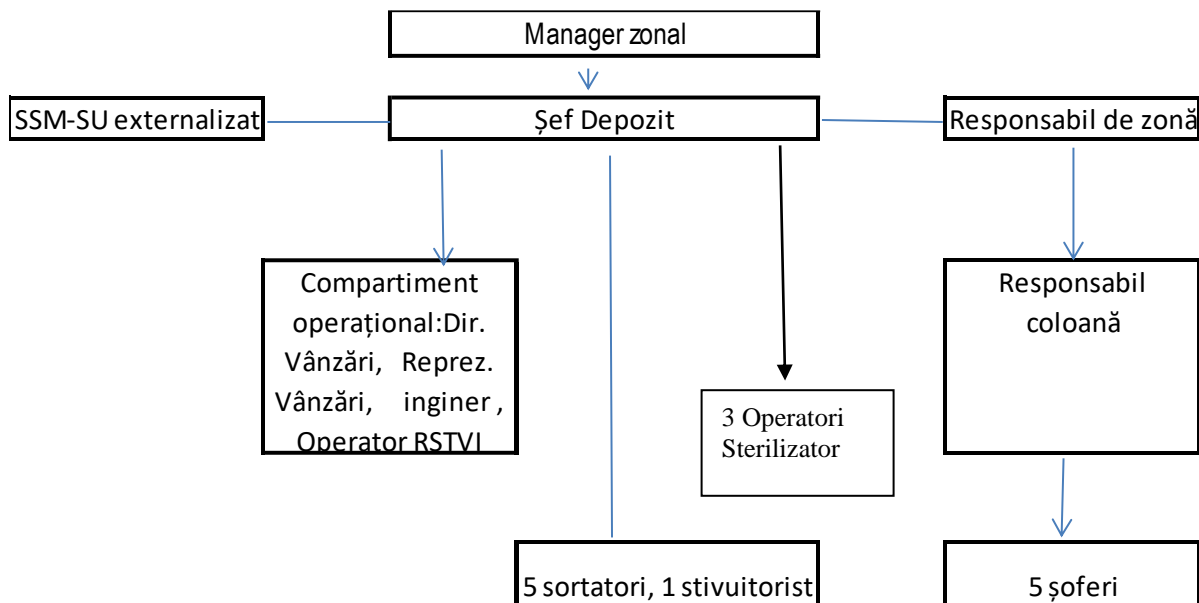 Manager zonal
SSM-SU externalizat
Șef Depozit
Responsabil de zonă
Compartiment
operațional:Dir.
Vânzări, Reprez.
Vânzări, inginer ,
Operator RSTVI
Responsabil
coloană
3 Operatori
Sterilizator
5 sortatori, 1 stivuitorist
5 șoferi